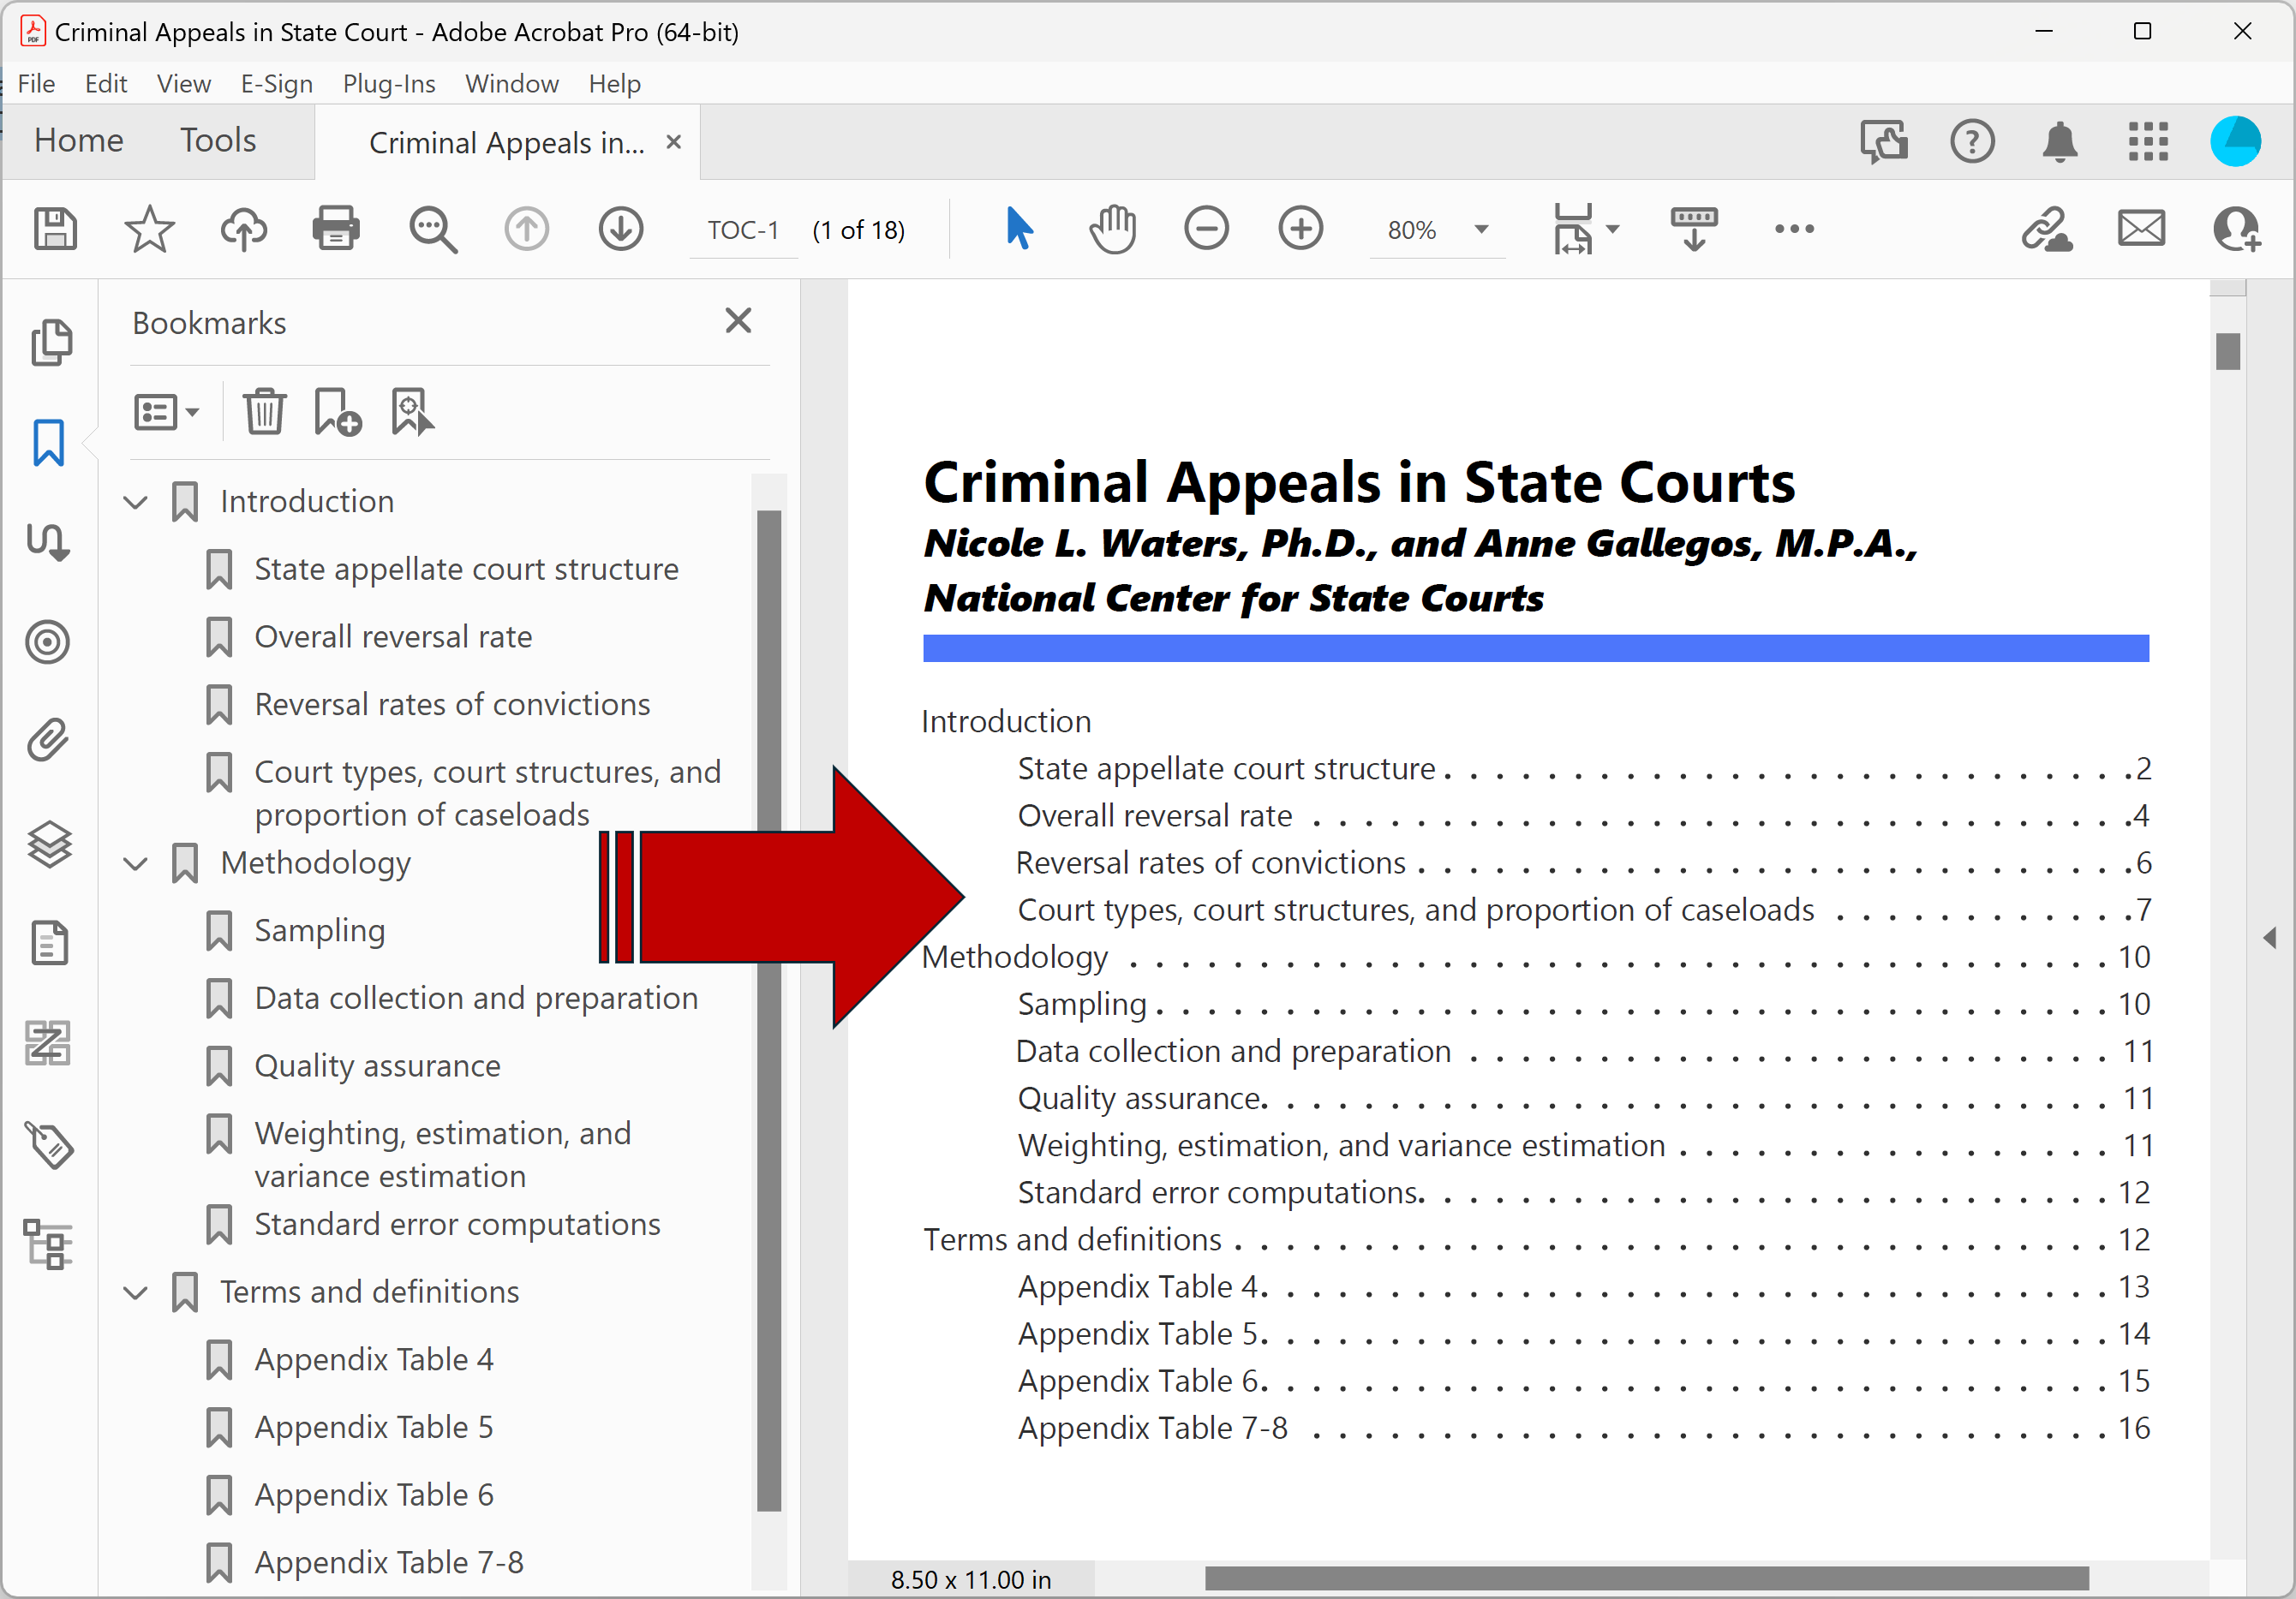 Criminal Appeals in State Court - Adobe Acrobat Pro (64-bit)
File Edit View E-Sign Plug-Ins Window Help
Home Tools Criminal Appeals in...
TOC-1 (1 of 18) 80%
Bookmarks
Introduction
State appellate court structure
Overall reversal rate
Reversal rates of convictions
Court types, court structures, and
proportion of caseloads
Methodology
Sampling
Data collection and preparation
Quality assurance
Weighting, estimation, and
variance estimation
Standard error computations
Terms and definitions
Appendix Table 4
Appendix Table 5
Appendix Table 6
Appendix Table 7-8
Criminal Appeals in State Courts
Nicole L. Waters, Ph.D., and Anne Gallegos, M.P.A.,
National Center for State Courts
Introduction
State appellate court structure . . . . . . . . . . . . . . . . . . . . . . . . . . . 2
Overall reversal rate . . . . . . . . . . . . . . . . . . . . . . . . . . . . . . . . 4
Reversal rates of convictions . . . . . . . . . . . . . . . . . . . . . . . . . . . . 6
Court types, court structures, and proportion of caseloads . . . . . . . . . . . . 7
Methodology . . . . . . . . . . . . . . . . . . . . . . . . . . . . . . . . . . . . . . 10
Sampling . . . . . . . . . . . . . . . . . . . . . . . . . . . . . . . . . . . . . 10
Data collection and preparation . . . . . . . . . . . . . . . . . . . . . . . . . 11
Quality assurance. . . . . . . . . . . . . . . . . . . . . . . . . . . . . . . . . 11
Weighting, estimation, and variance estimation . . . . . . . . . . . . . . . . . 11
Standard error computations. . . . . . . . . . . . . . . . . . . . . . . . . . . 12
Terms and definitions . . . . . . . . . . . . . . . . . . . . . . . . . . . . . . . . . . 12
Appendix Table 4. . . . . . . . . . . . . . . . . . . . . . . . . . . . . . . . . 13
Appendix Table 5. . . . . . . . . . . . . . . . . . . . . . . . . . . . . . . . . 14
Appendix Table 6. . . . . . . . . . . . . . . . . . . . . . . . . . . . . . . . . 15
Appendix Table 7-8 . . . . . . . . . . . . . . . . . . . . . . . . . . . . . . . 16
8.50 x 11.00 in